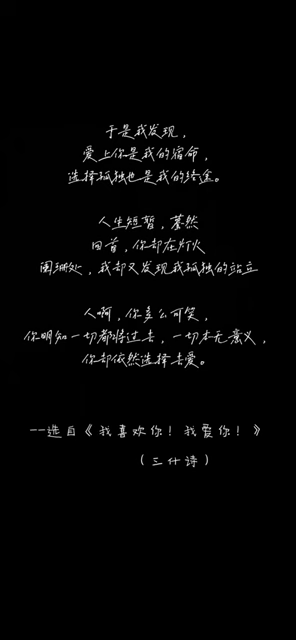 于是我发现，
爱上你是我的宿命，
选择孤独也是我的终途。
人生短暂，蓦然
回首，你却在灯火
阑珊处，我却又发现我孤独的站立
人啊，你多么可笑，
你明知一切都将过去，一切本无意义，
你却依然选择去爱。
--选自《我喜欢你！我爱你！》
（三什诗）